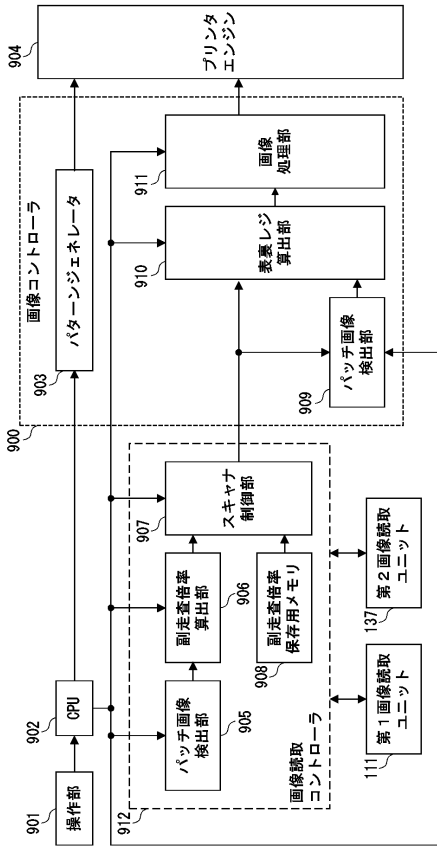 901
操作部
902
CPU
900
画像コントローラ
903
パターンジェネレータ
904
プリンタ
エンジン
912
905
パッチ画像
検出部
副走査倍率
算出部
906
907
スキャナ
制御部
副走査倍率
保存用メモリ
908
画像読取
コントローラ
909
パッチ画像
検出部
910
表裏レジ
算出部
911
画像
処理部
111
第1画像読取
ユニット
137
第2画像読取
ユニット